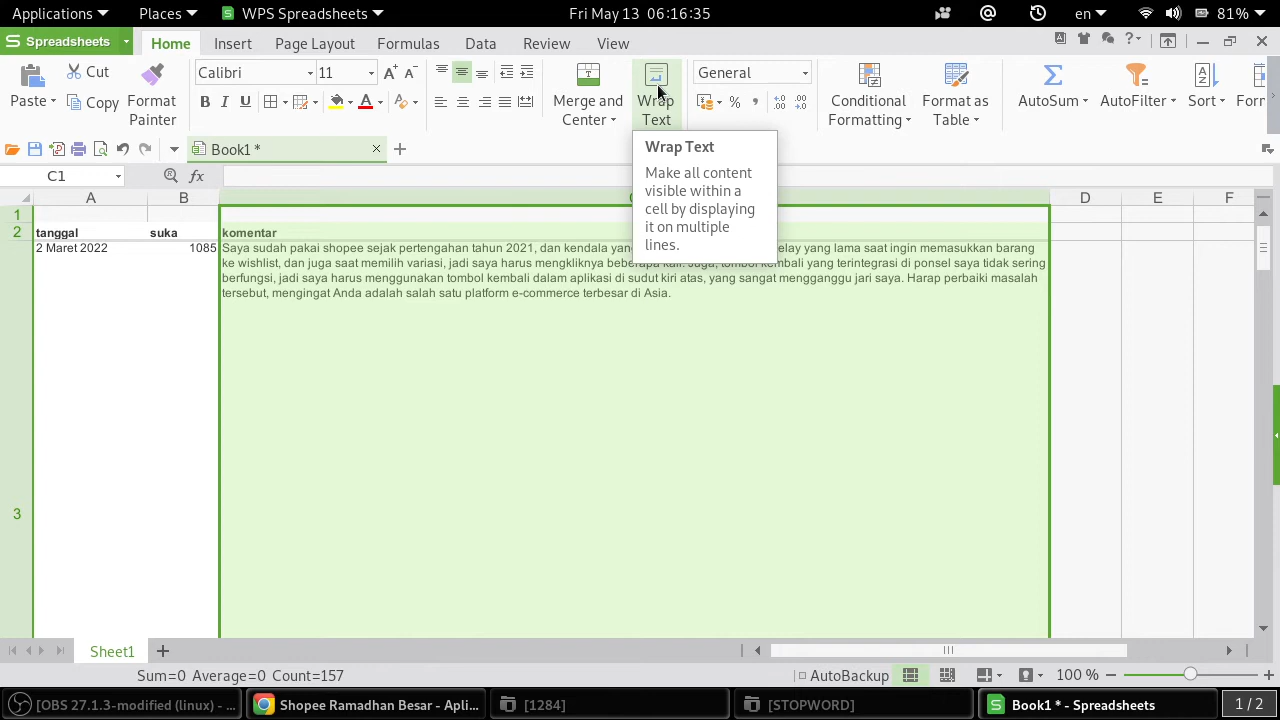 Applications Places WPS Spreadsheets Fri May 13 06:16:35 en 81%
Spreadsheets Home Insert Page Layout Formulas Data Review View
Paste Cut Copy Format Painter
Calibri 11
B I U A
Merge and Center
Wrap Text
General
Conditional Formatting
Format as Table
AutoSum
AutoFilter
Sort
Form
Book1 *
Wrap Text
Make all content
visible within a
cell by displaying
it on multiple
lines.
C1 fx
A B D E F
1
2 tanggal suka komentar
2 Maret 2022 1085 Saya sudah pakai shopee sejak pertengahan tahun 2021, dan kendala yang elay yang lama saat ingin memasukkan barang
ke wishlist, dan juga saat memilih variasi, jadi saya harus mengkliknya beberapa kali. Juga, tombol kembali yang terintegrasi di ponsel saya tidak sering
berfungsi, jadi saya harus menggunakan tombol kembali dalam aplikasi di sudut kiri atas, yang sangat mengganggu jari saya. Harap perbaiki masalah
tersebut, mengingat Anda adalah salah satu platform e-commerce terbesar di Asia.
3
Sheet1
Sum=0 Average=0 Count=157 AutoBackup 100 %
[OBS 27.1.3-modified (linux) - ... Shopee Ramadhan Besar - Apli... [1284] [STOPWORD] Book1 * - Spreadsheets 1 / 2